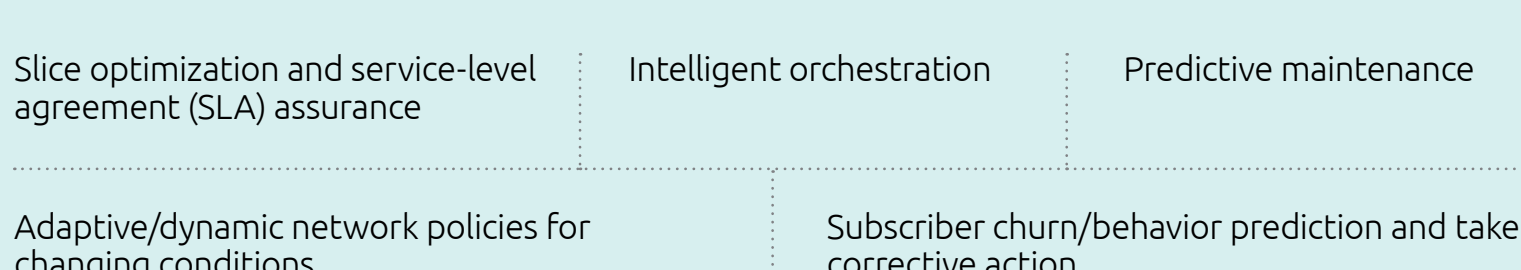 Slice optimization and service-level
agreement (SLA) assurance
Intelligent orchestration
Predictive maintenance
Adaptive/dynamic network policies for
changing conditions
Subscriber churn/behavior prediction and take
corrective action